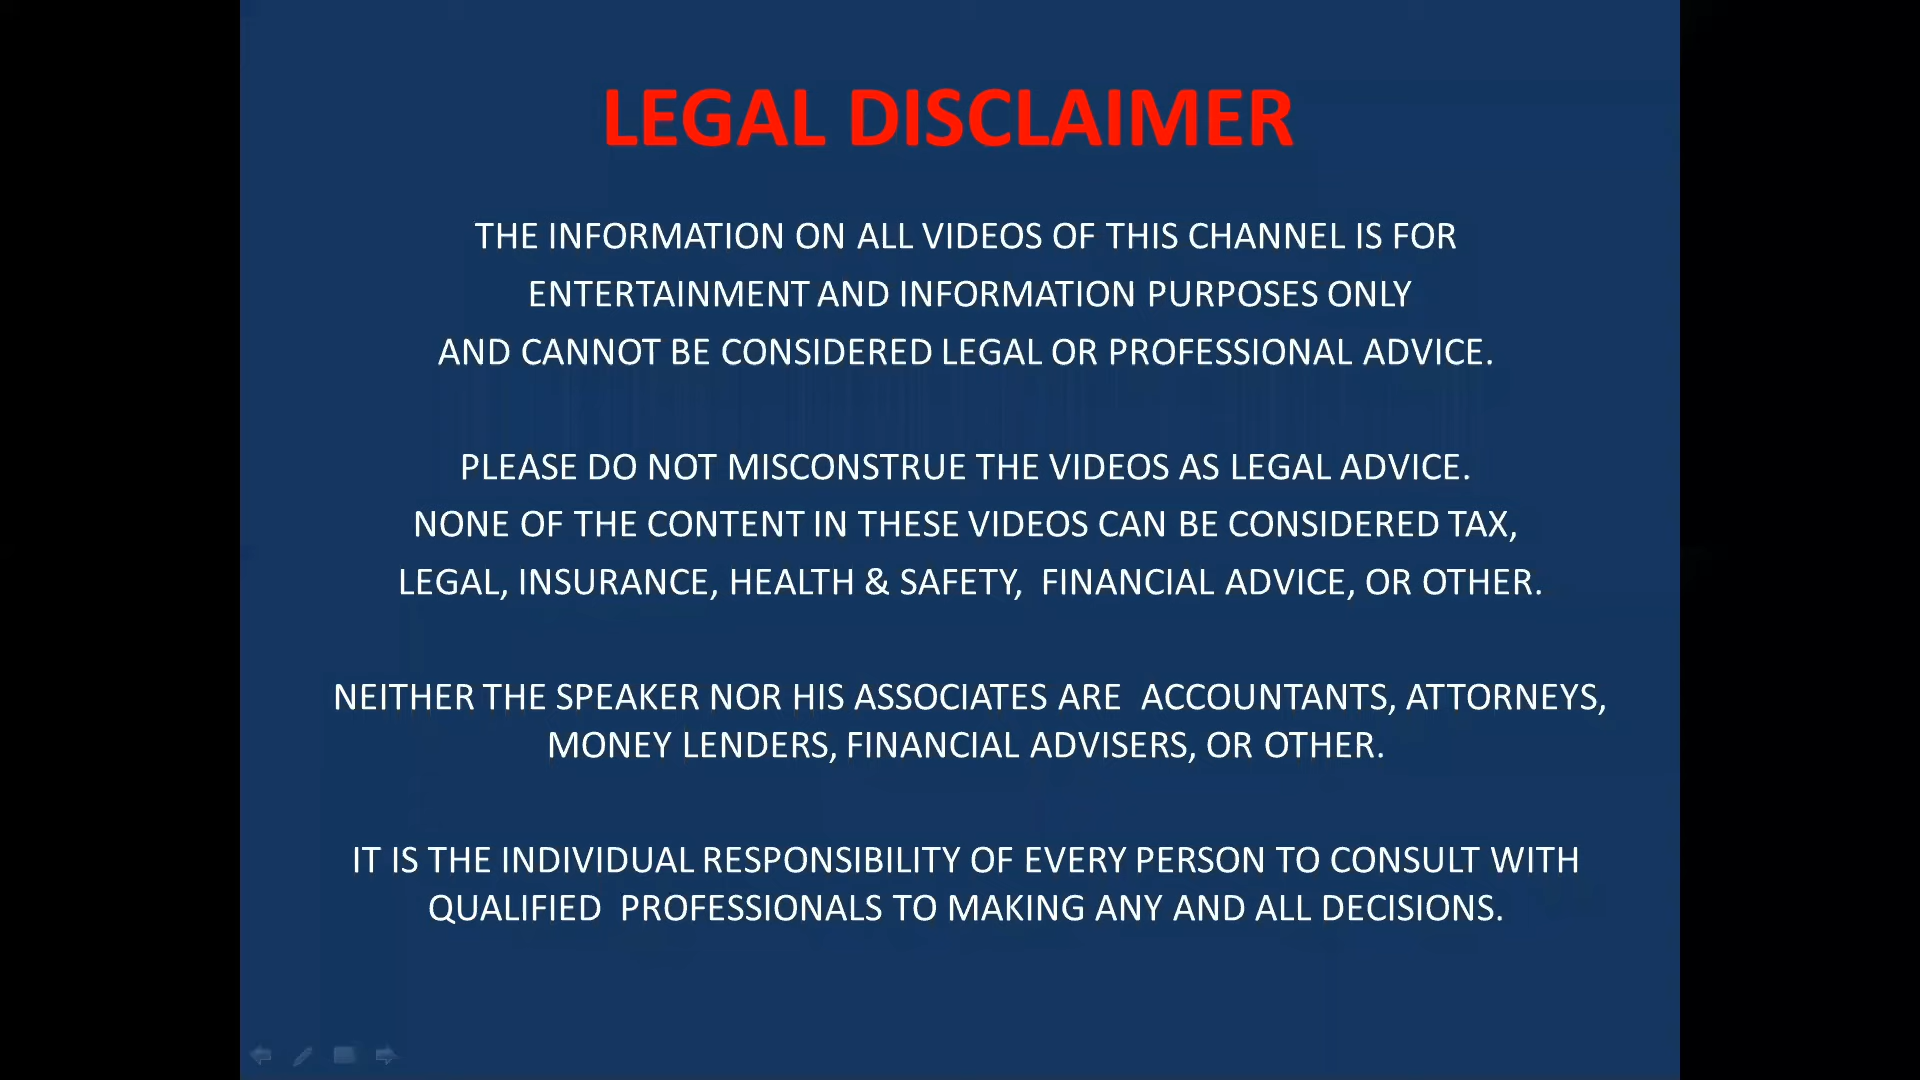 LEGAL DISCLAIMER
THE INFORMATION ON ALL VIDEOS OF THIS CHANNEL IS FOR
ENTERTAINMENT AND INFORMATION PURPOSES ONLY
AND CANNOT BE CONSIDERED LEGAL OR PROFESSIONAL ADVICE.
PLEASE DO NOT MISCONSTRUE THE VIDEOS AS LEGAL ADVICE.
NONE OF THE CONTENT IN THESE VIDEOS CAN BE CONSIDERED TAX,
LEGAL, INSURANCE, HEALTH & SAFETY, FINANCIAL ADVICE, OR OTHER.
NEITHER THE SPEAKER NOR HIS ASSOCIATES ARE ACCOUNTANTS, ATTORNEYS,
MONEY LENDERS, FINANCIAL ADVISERS, OR OTHER.
IT IS THE INDIVIDUAL RESPONSIBILITY OF EVERY PERSON TO CONSULT WITH
QUALIFIED PROFESSIONALS TO MAKING ANY AND ALL DECISIONS.